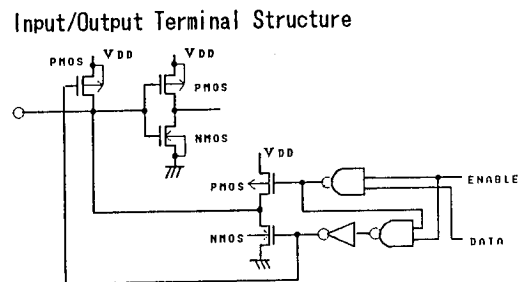 Input/Output Terminal Structure
VDD
VDD
PMOS
PMOS
NMOS
VDD
PMOS
ENABLE
NMOS
DATA